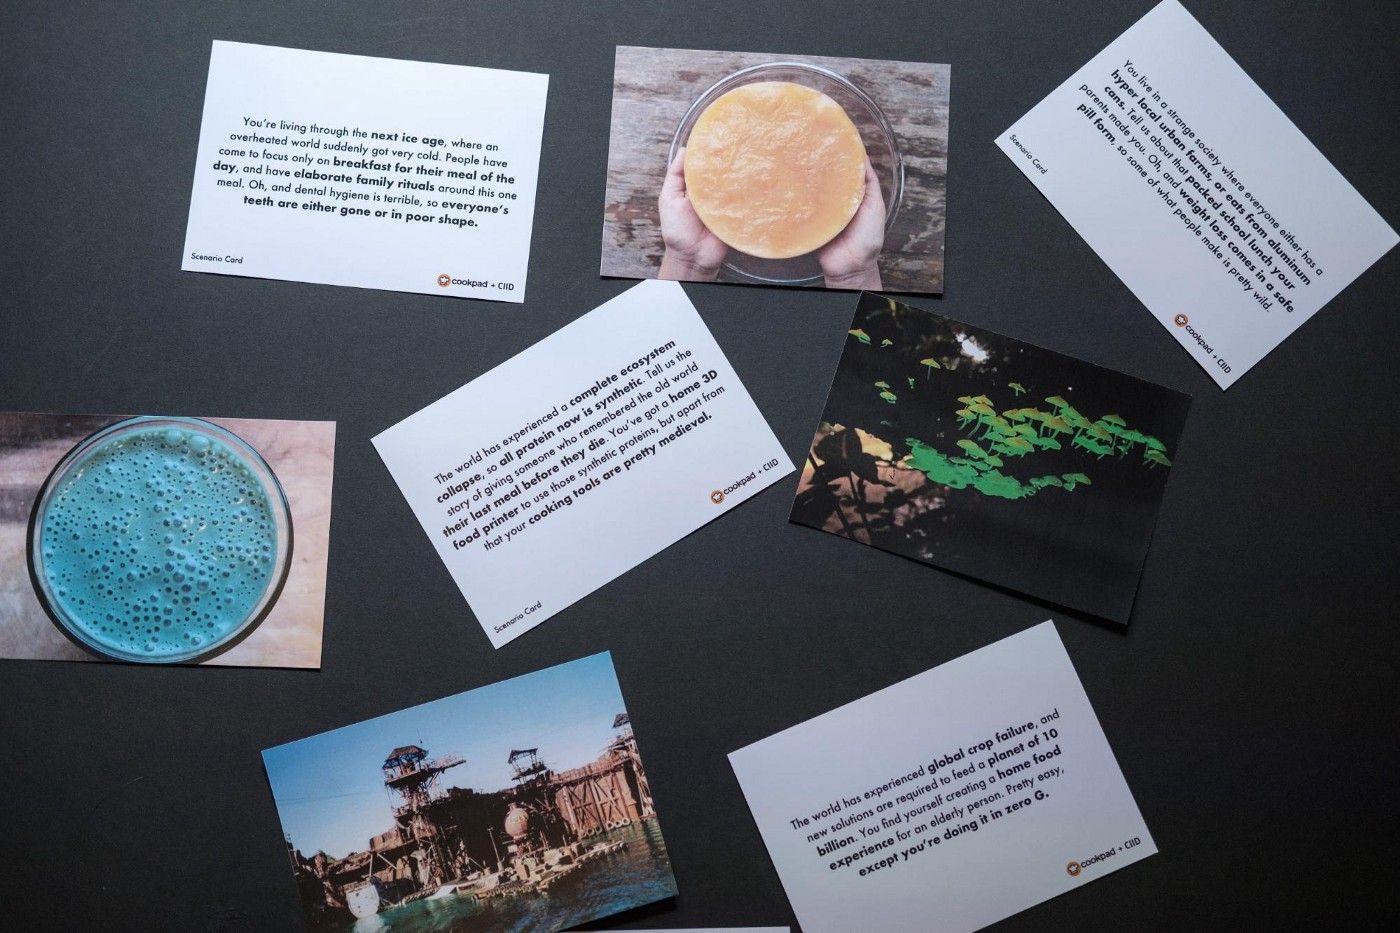 You're living through the next ice age, where an
overheated world suddenly got very cold. People have
come to focus only on breakfast for their meal of the
day, and have elaborate family rituals around this one
meal. Oh, and dental hygiene is terrible, so everyone's
teeth are either gone or in poor shape.
Scenario Card
cookpad + CIID
You live in a strange society where everyone either has a
hyper local urban farms, or eats from aluminum
cans. Tell us about that packed school lunch your
parents made you. Oh, and weight loss comes in a safe
pill form, so some of what people make is pretty wild.
Scenario Card
cookpad + CIID
The world has experienced a complete ecosystem
collapse, so all protein now is synthetic. Tell us the
story of giving someone who remembered the old world
their last meal before they die. You've got a home 3D
food printer to use those synthetic proteins, but apart from
that your cooking tools are pretty medieval.
Scenario Card
cookpad + CIID
The world has experienced global crop failure, and
new solutions are required to feed a planet of 10
billion. You find yourself creating a home food
experience for an elderly person. Pretty easy,
except you're doing it in zero G.
cookpad + CIID